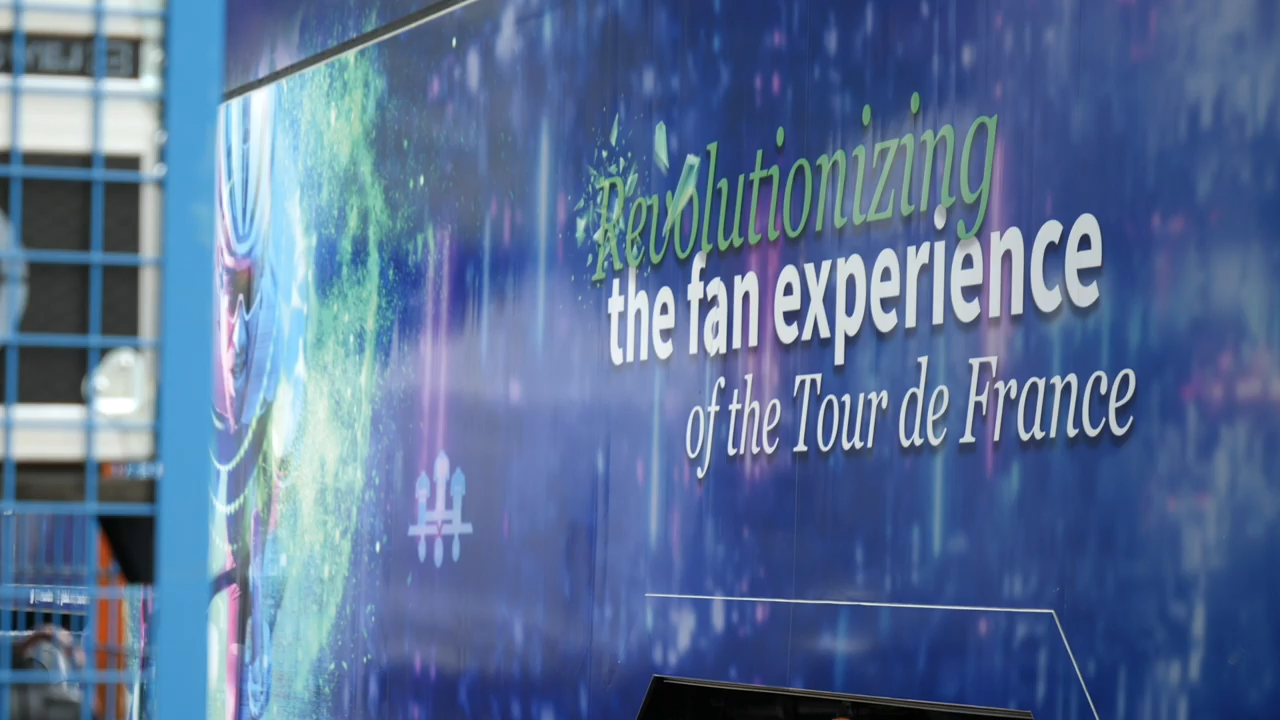 Revolutionizing
the fan experience
of the Tour de France